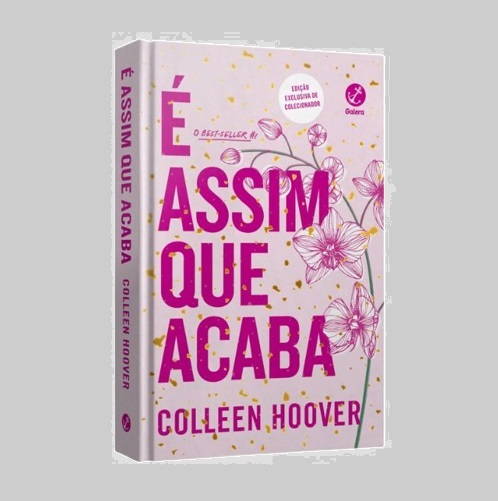 É ASSIM QUE ACABA COLLEEN HOOVER
EDIÇÃO
EXCLUSIVA DE
COLECIONADOR
Galera
É
O BEST-SELLER #1
ASSIM
QUE
ACABA
COLLEEN HOOVER